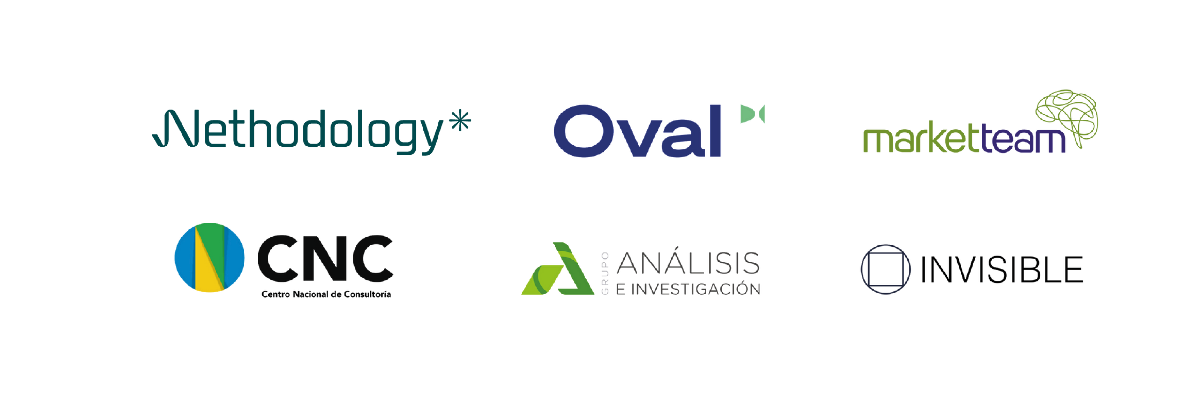 Nethodology*
Oval
marketteam
CNC
Centro Nacional de Consultoría
GRUPO
ANÁLISIS
E INVESTIGACIÓN
INVISIBLE